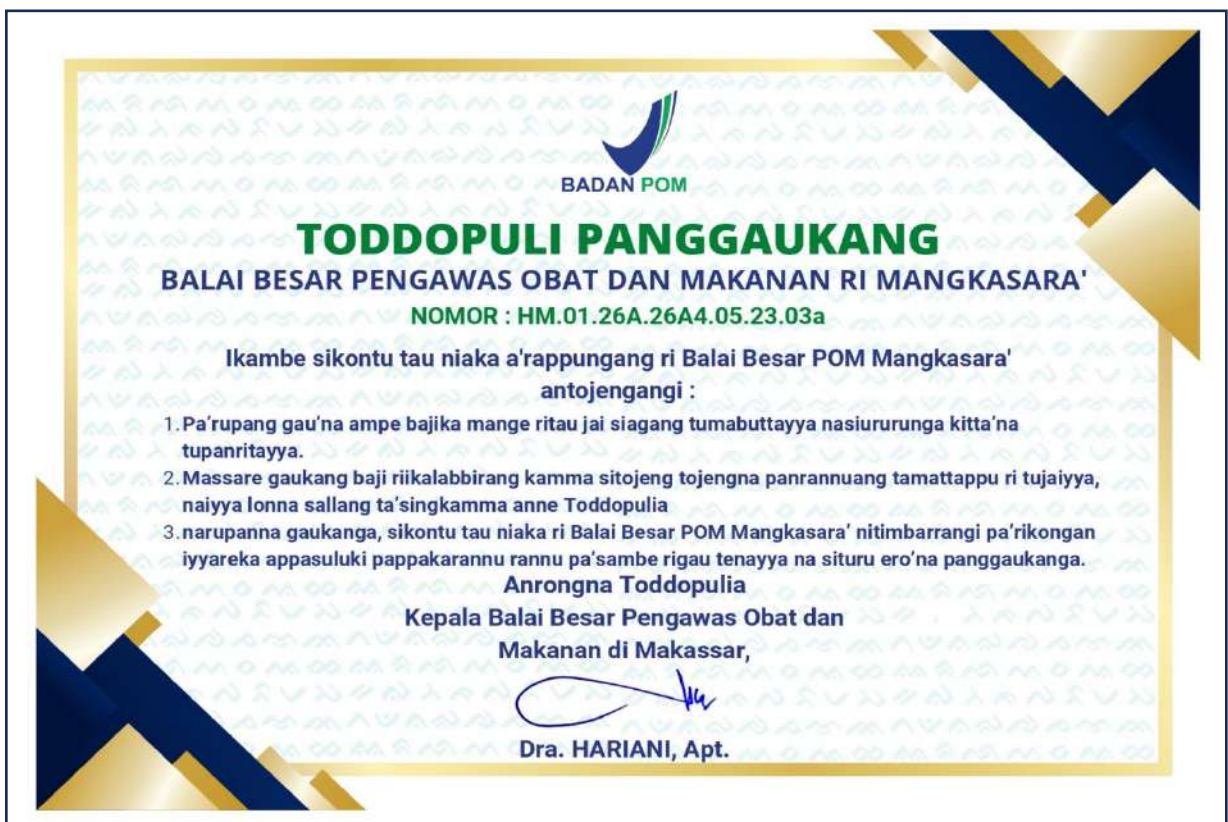 BADAN POM
TODDOPULI PANGGAUKANG
BALAI BESAR PENGAWAS OBAT DAN MAKANAN RI MANGKASARA'
NOMOR : HM.01.26A.26A4.05.23.03a
Ikambe sikontu tau niaka a'rappungang ri Balai Besar POM Mangkasara'
antojengangi :
1. Pa’rupang gau’na ampe bajika mange ritau jai siagang tumabuttayya nasiururunga kitta’na
tupanritayya.
2. Massare gaukang baji riikalabbirang kamma sitojeng tojengna panrannuang tamattappu ri tujaiyya,
naiyya lonna sallang ta’singkamma anne Toddopulia
3. narupanna gaukanga, sikontu tau niaka ri Balai Besar POM Mangkasara’ nitimbarrangi pa’rikongan
iyyareka appasuluki pappakarannu rannu pa’sambe rigau tenayya na situru ero’na panggaukanga.
Anrongna Toddopulia
Kepala Balai Besar Pengawas Obat dan
Makanan di Makassar,
Dra. HARIANI, Apt.